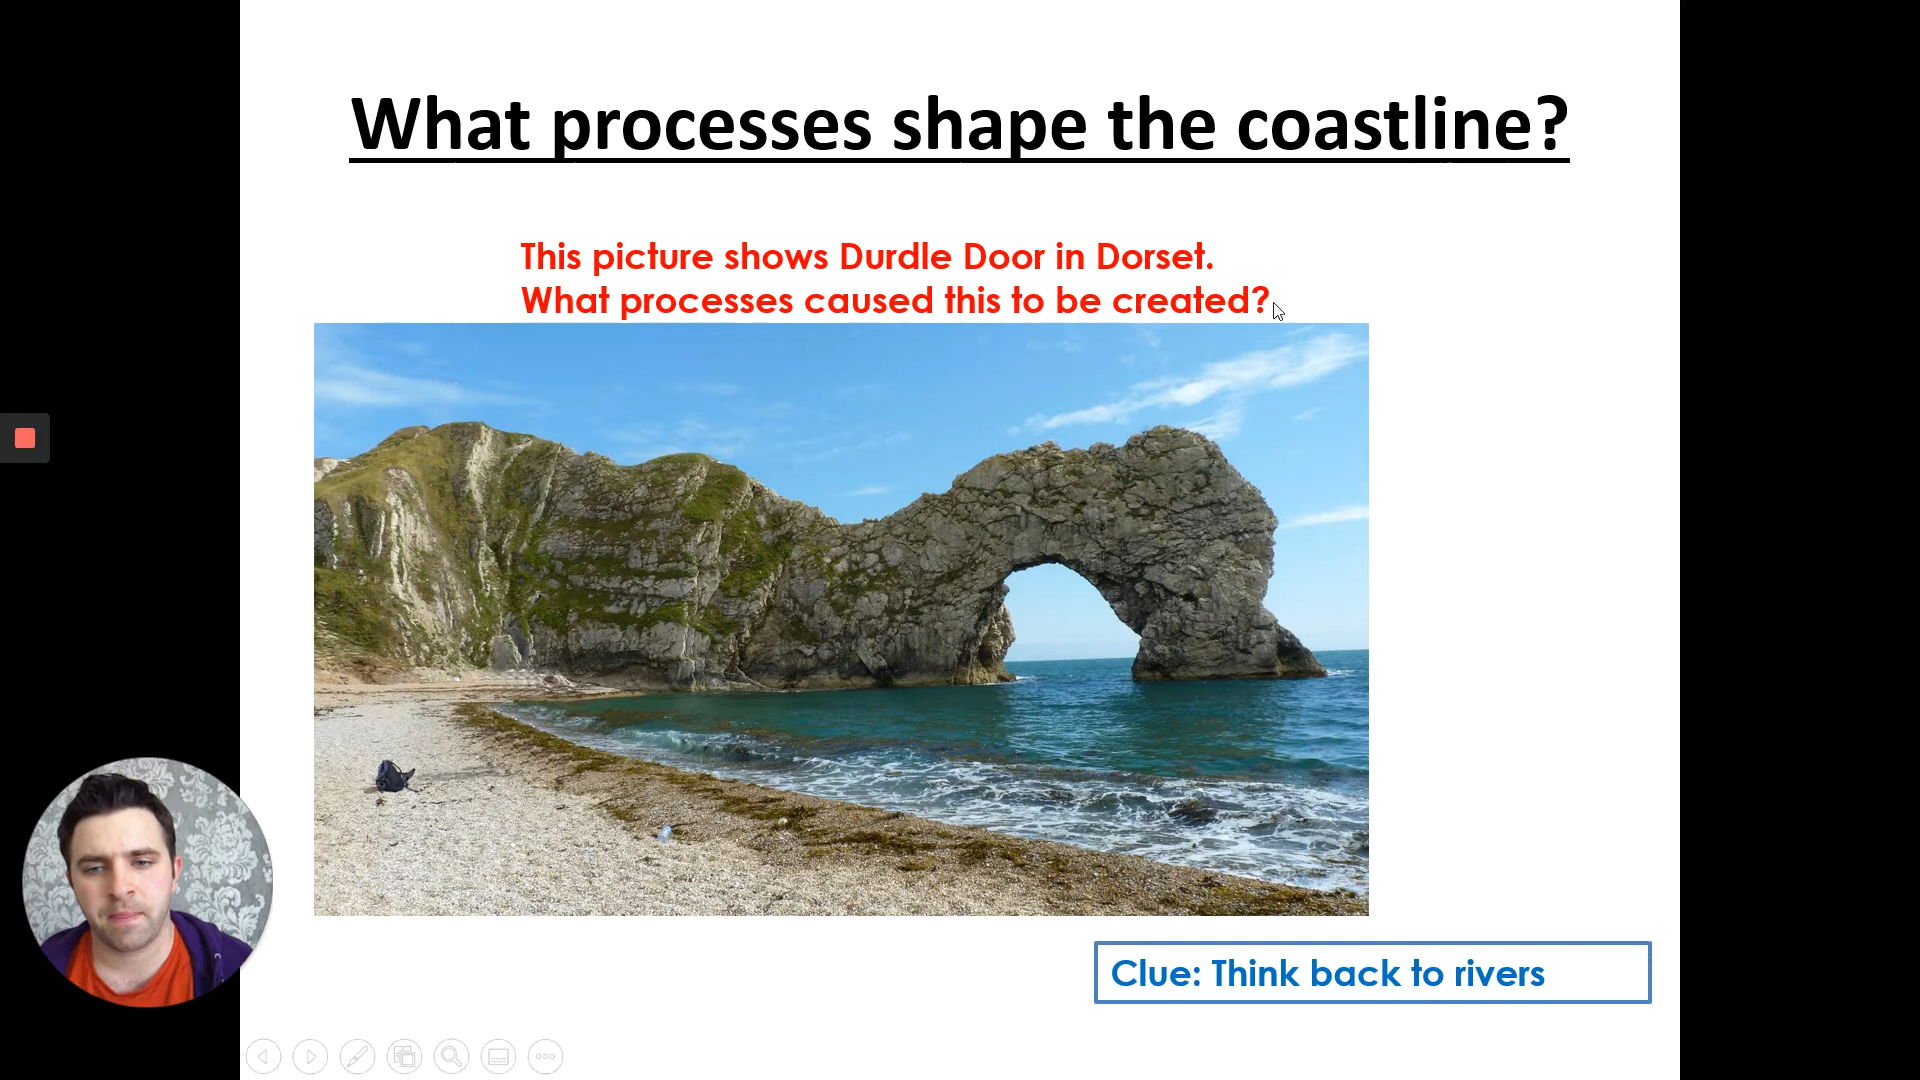 What processes shape the coastline?
This picture shows Durdle Door in Dorset.
What processes caused this to be created?
Clue: Think back to rivers